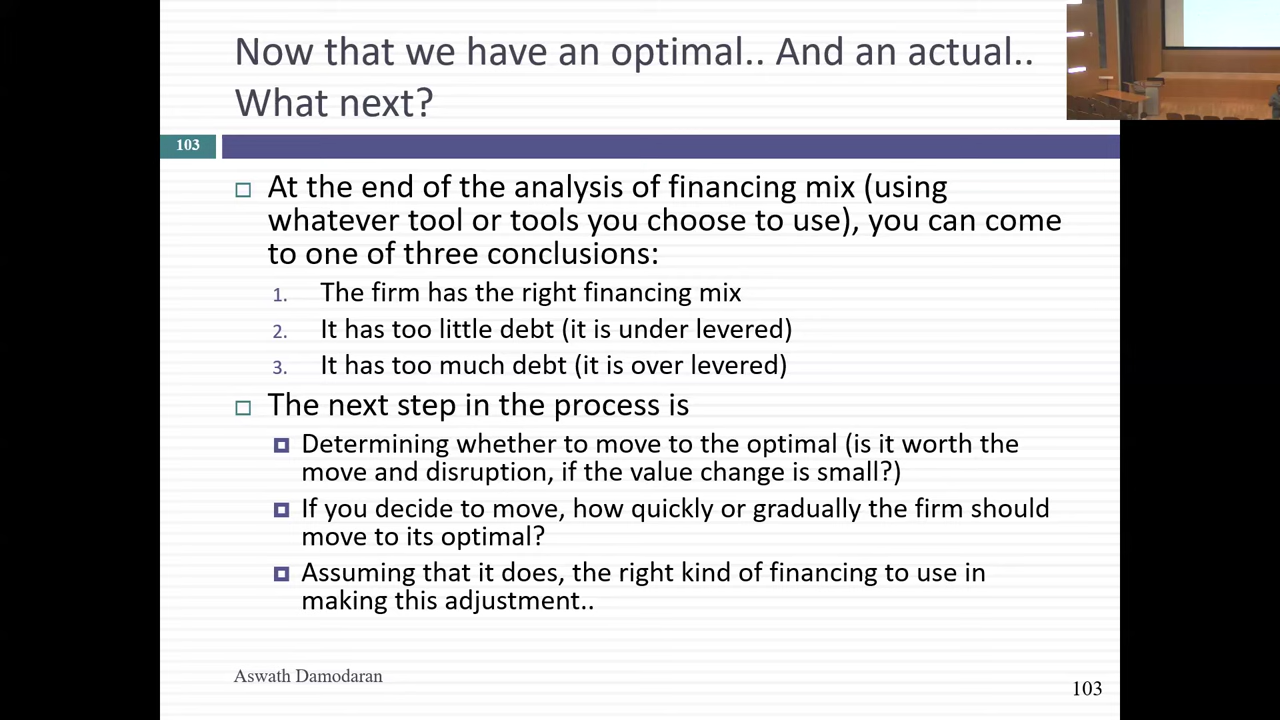 Now that we have an optimal.. And an actual..
What next?
103
At the end of the analysis of financing mix (using
whatever tool or tools you choose to use), you can come
to one of three conclusions:
1. The firm has the right financing mix
2. It has too little debt (it is under levered)
3. It has too much debt (it is over levered)
The next step in the process is
Determining whether to move to the optimal (is it worth the
move and disruption, if the value change is small?)
If you decide to move, how quickly or gradually the firm should
move to its optimal?
Assuming that it does, the right kind of financing to use in
making this adjustment..
Aswath Damodaran
103